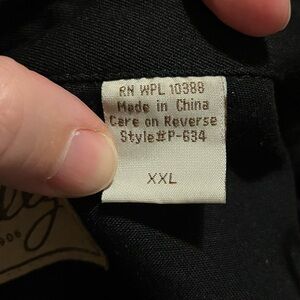 RN WPL 10388
Made in China
Care on Reverse
Style#P-634
XXL